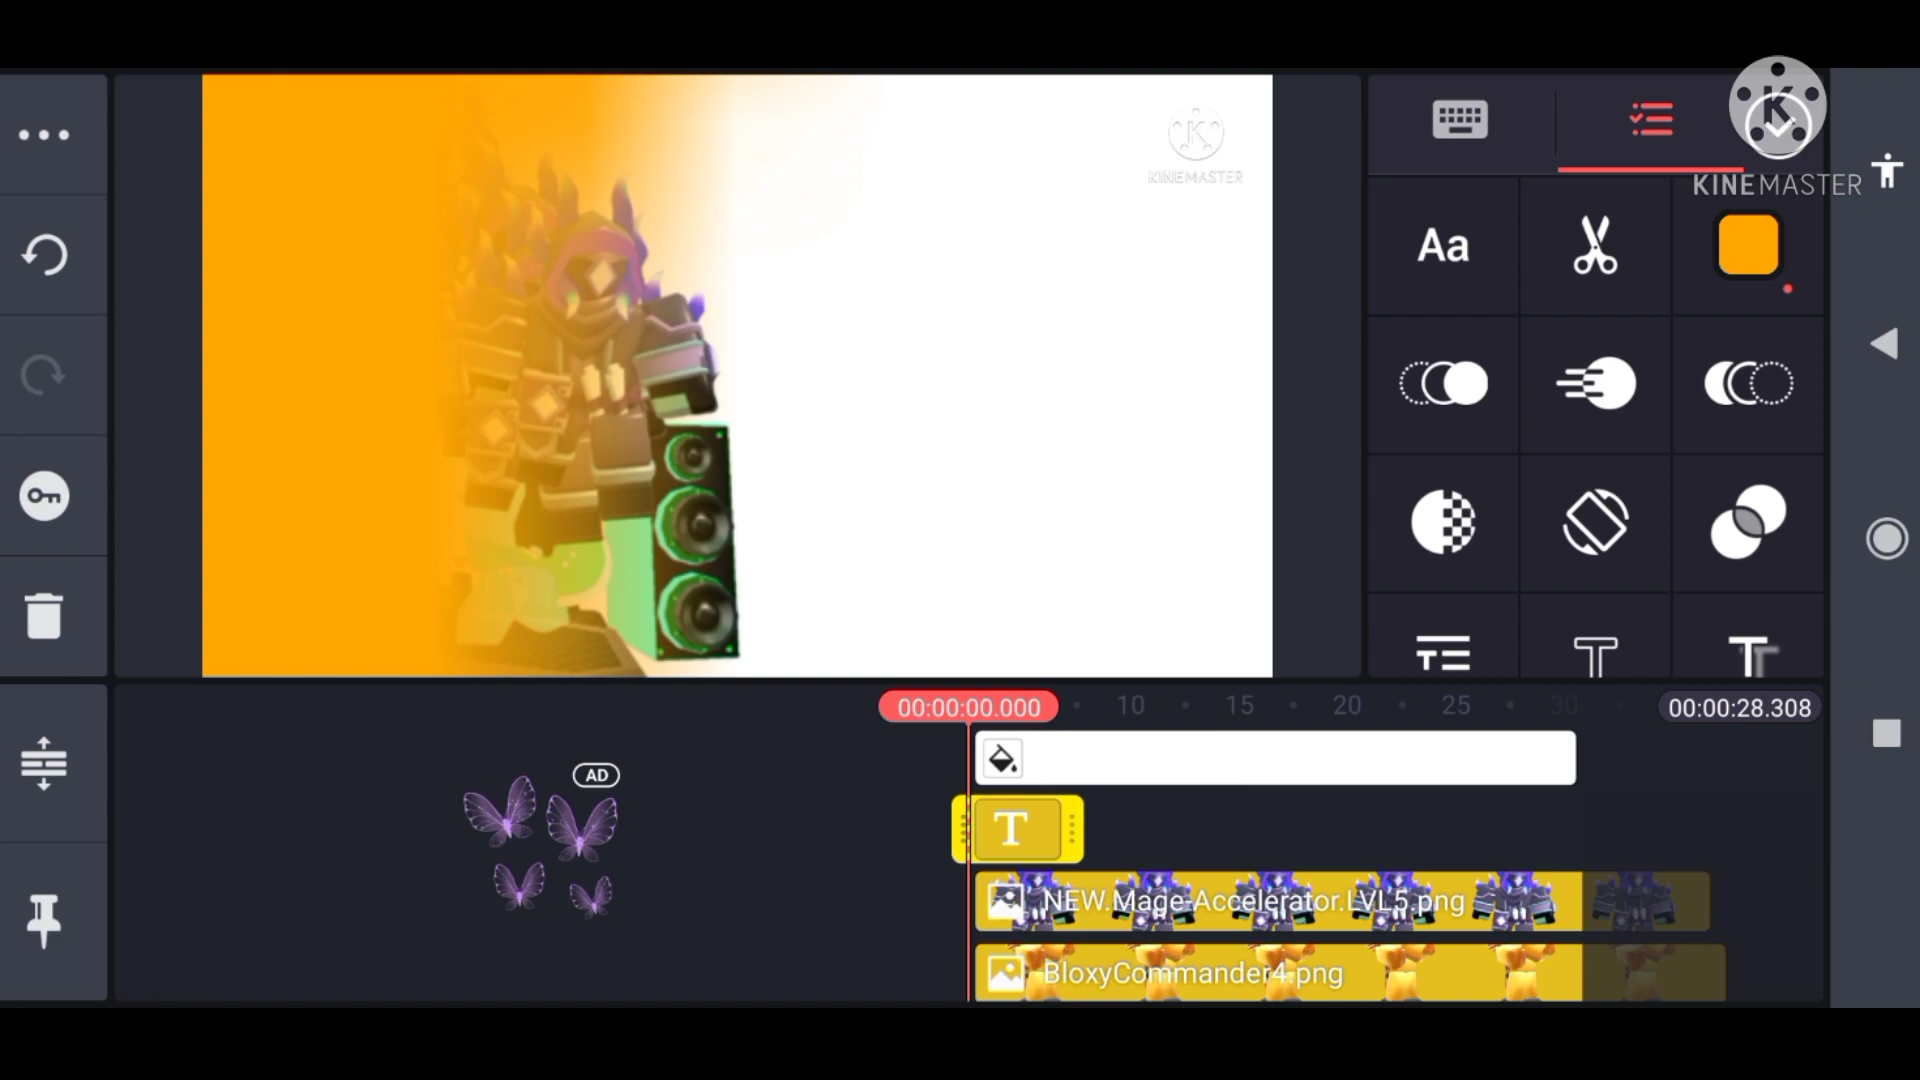 KINEMASTER
KINEMASTER
Aa
00:00:00.000
10
15
20
25
30
00:00:28.308
AD
T
NEW.Mage-Accelerator.LVL5.png
BloxyCommander4.png